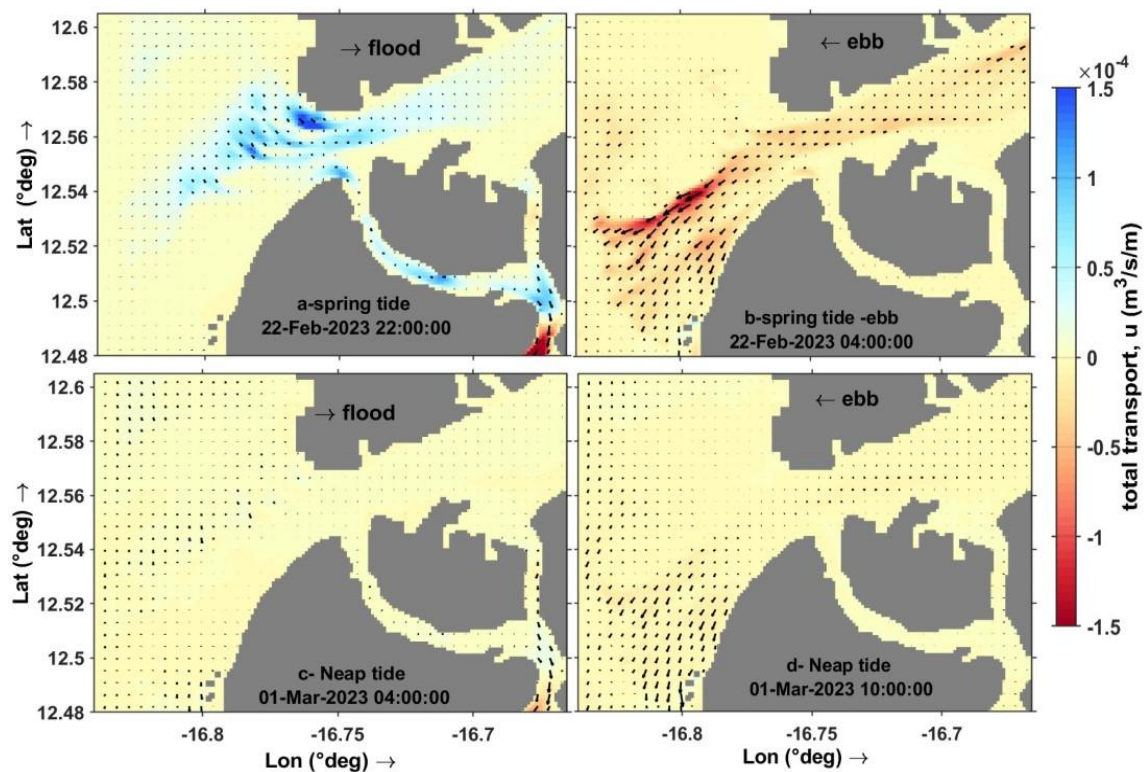 12.6
12.58
12.56
12.54
12.52
12.5
12.48
Lat (°deg) →
→ flood
a-spring tide
22-Feb-2023 22:00:00
← ebb
b-spring tide -ebb
22-Feb-2023 04:00:00
×10-4
1.5
1
0.5
0
-0.5
-1
-1.5
total transport, u (m3/s/m)
12.6
12.58
12.56
12.54
12.52
12.5
12.48
Lat (°deg) →
→ flood
c- Neap tide
01-Mar-2023 04:00:00
← ebb
d- Neap tide
01-Mar-2023 10:00:00
-16.8
-16.75
-16.7
Lon (°deg) →
-16.8
-16.75
-16.7
Lon (°deg) →